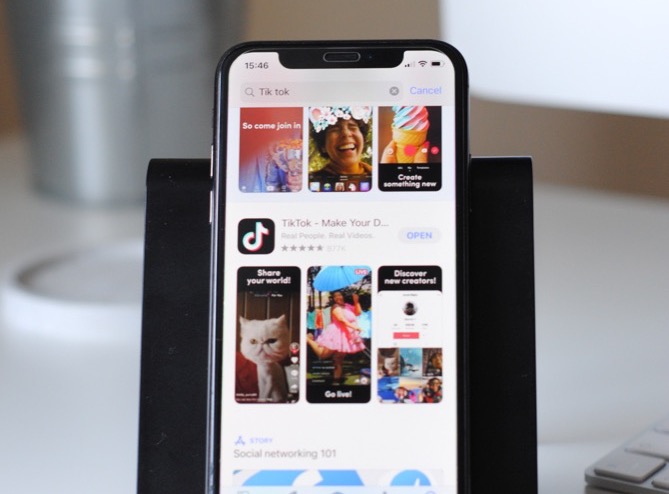 15:46
Tik tok
Cancel
So come join in
Create
something new
TikTok - Make Your D...
Real People. Real Videos.
OPEN
Share
your world!
LIVE
Go live!
Discover
new creators!
STORY
Social networking 101